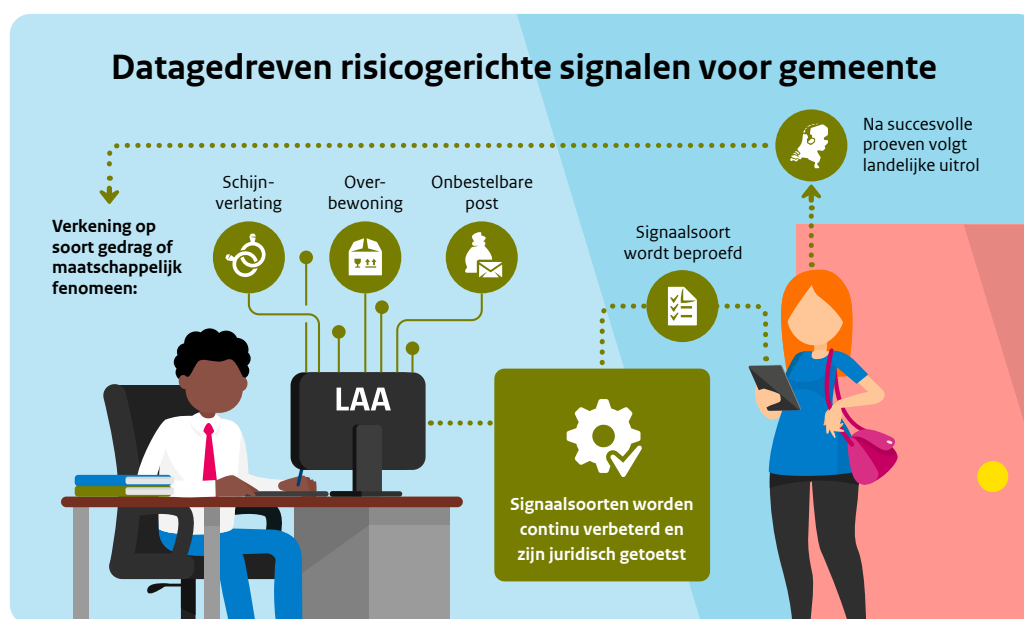 Datagedreven risicogerichte signalen voor gemeente
Na succesvolle
proeven volgt
landelijke uitrol
Verkening op
soort gedrag of
maatschappelijk
fenomeen:
Schijn-
verlating
Over-
bewoning
Onbestelbare
post
Signaalsoort
wordt beproefd
LAA
Signaalsoorten worden
continu verbeterd en
zijn juridisch getoetst